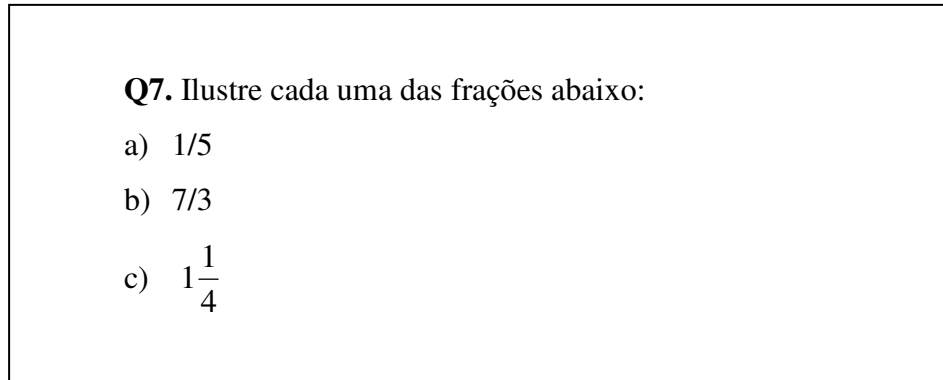 Q7. Ilustre cada uma das frações abaixo:
a) 1/5
b) 7/3
c) 1 1/4